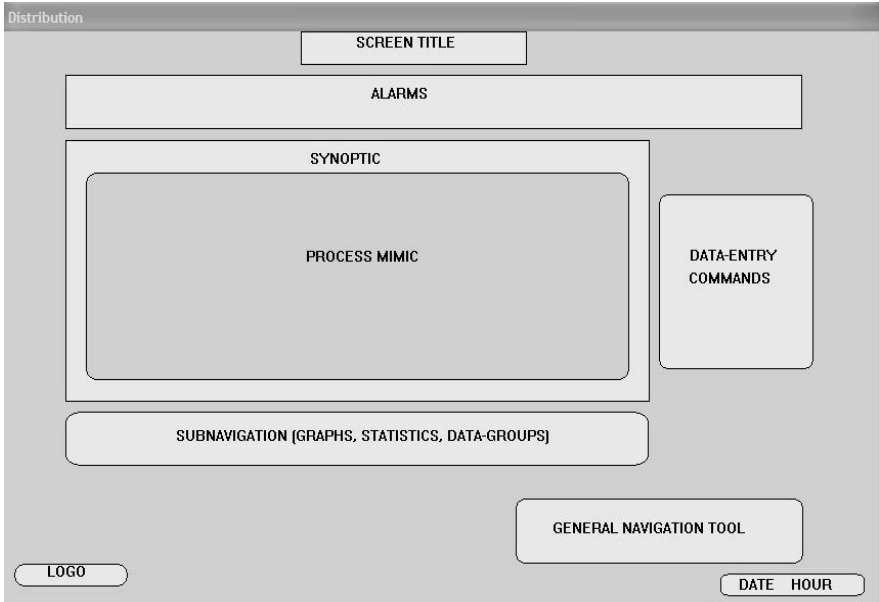 Distribution
SCREEN TITLE
ALARMS
SYNOPTIC
PROCESS MIMIC
DATA-ENTRY
COMMANDS
SUBNAVIGATION (GRAPHS, STATISTICS, DATA-GROUPS)
GENERAL NAVIGATION TOOL
LOGO
DATE HOUR